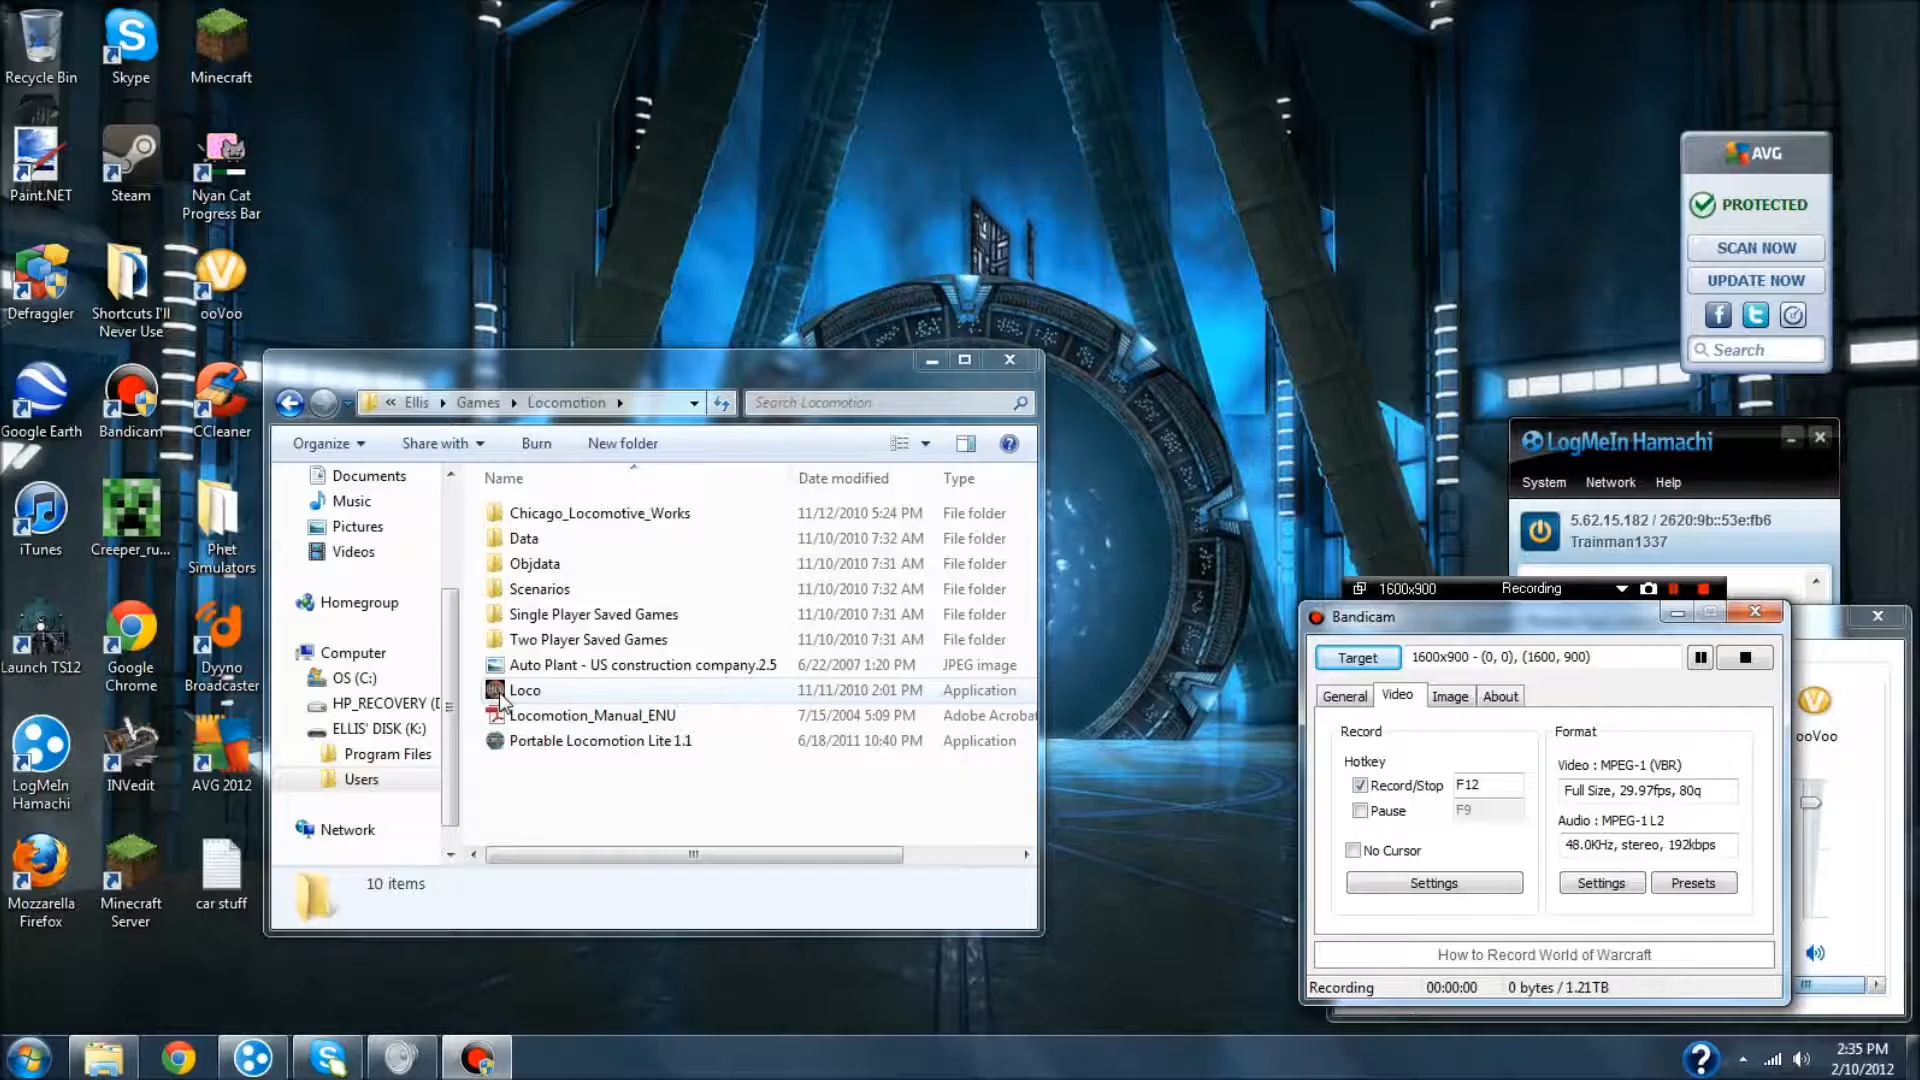 Recycle Bin
Skype
Minecraft
Paint.NET
Steam
Nyan Cat
Progress Bar
Defraggler
Shortcuts I'll
Never Use
ooVoo
Google Earth
Bandicam
CCleaner
iTunes
Creeper_ru...
Phet
Simulators
Launch TS12
Google
Chrome
Dyyno
Broadcaster
LogMeIn
Hamachi
INVedit
AVG 2012
Mozzarella
Firefox
Minecraft
Server
car stuff
« Ellis Games Locomotion
Search Locomotion
Organize Share with Burn New folder
Documents
Music
Pictures
Videos
Homegroup
Computer
OS (C:)
HP_RECOVERY (D
ELLIS' DISK (K:)
Program Files
Users
Network
Name Date modified Type
Chicago_Locomotive_Works 11/12/2010 5:24 PM File folder
Data 11/10/2010 7:32 AM File folder
Objdata 11/10/2010 7:31 AM File folder
Scenarios 11/10/2010 7:32 AM File folder
Single Player Saved Games 11/10/2010 7:31 AM File folder
Two Player Saved Games 11/10/2010 7:31 AM File folder
Auto Plant - US construction company.2.5 6/22/2007 1:20 PM JPEG image
Loco 11/11/2010 2:01 PM Application
Locomotion_Manual_ENU 7/15/2004 5:09 PM Adobe Acrobat
Portable Locomotion Lite 1.1 6/18/2011 10:40 PM Application
10 items
AVG
PROTECTED
SCAN NOW
UPDATE NOW
Search
LogMeIn Hamachi
System Network Help
5.62.15.182 / 2620:9b::53e:fb6
Trainman1337
1600x900 Recording
Bandicam
Target 1600x900 - (0, 0), (1600, 900)
General Video Image About
Record
Hotkey
Record/Stop F12
Pause F9
No Cursor
Settings
Format
Video : MPEG-1 (VBR)
Full Size, 29.97fps, 80q
Audio : MPEG-1 L2
48.0KHz, stereo, 192kbps
Settings Presets
How to Record World of Warcraft
Recording 00:00:00 0 bytes / 1.21TB
ooVoo
2:35 PM
2/10/2012